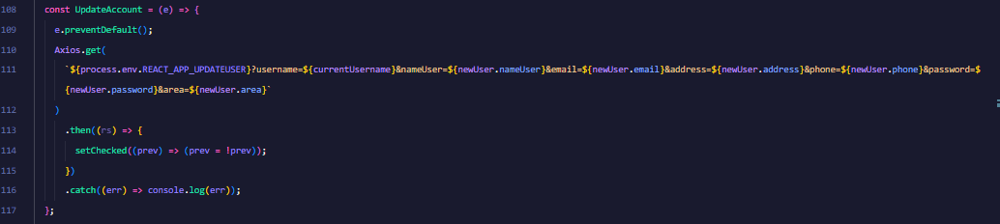 108 const UpdateAccount = (e) => {
109 e.preventDefault();
110 Axios.get(
111 `${process.env.REACT_APP_UPDATEUSER}?username=${currentUsername}&nameUser=${newUser.nameUser}&email=${newUser.email}&address=${newUser.address}&phone=${newUser.phone}&password=$
{newUser.password}&area=${newUser.area}`
112 )
113 .then((rs) => {
114 setChecked((prev) => (prev = !prev));
115 })
116 .catch((err) => console.log(err));
117 };